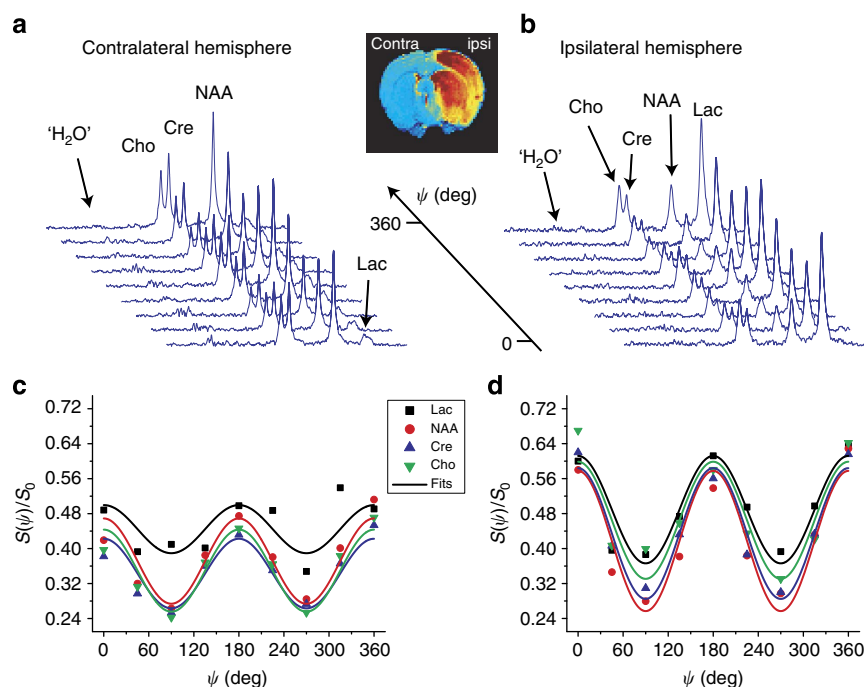 a
Contralateral hemisphere
'H₂O'
Cho
Cre
NAA
Lac
Contra ipsi
ψ (deg)
360
0
b
Ipsilateral hemisphere
'H₂O'
Cho
Cre
NAA
Lac
c
S(ψ)/S₀
0.72
0.64
0.56
0.48
0.40
0.32
0.24
0 60 120 180 240 300 360
ψ (deg)
Lac
NAA
Cre
Cho
Fits
d
S(ψ)/S₀
0.72
0.64
0.56
0.48
0.40
0.32
0.24
0 60 120 180 240 300 360
ψ (deg)